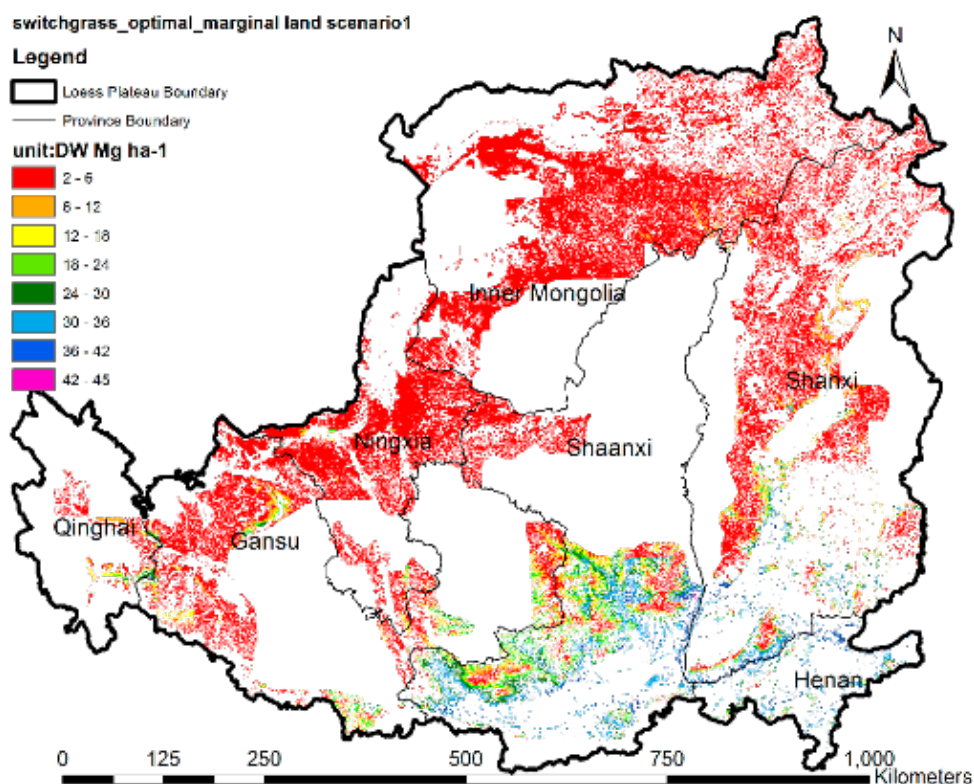 switchgrass_optimal_marginal land scenario1
Legend
Loess Plateau Boundary
Province Boundary
unit:DW Mg ha-1
2 - 6
6 - 12
12 - 18
18 - 24
24 - 30
30 - 36
36 - 42
42 - 45
N
Inner Mongolia
Shanxi
Ningxia
Shaanxi
Qinghai
Gansu
Henan
0 125 250 500 750 1,000
Kilometers